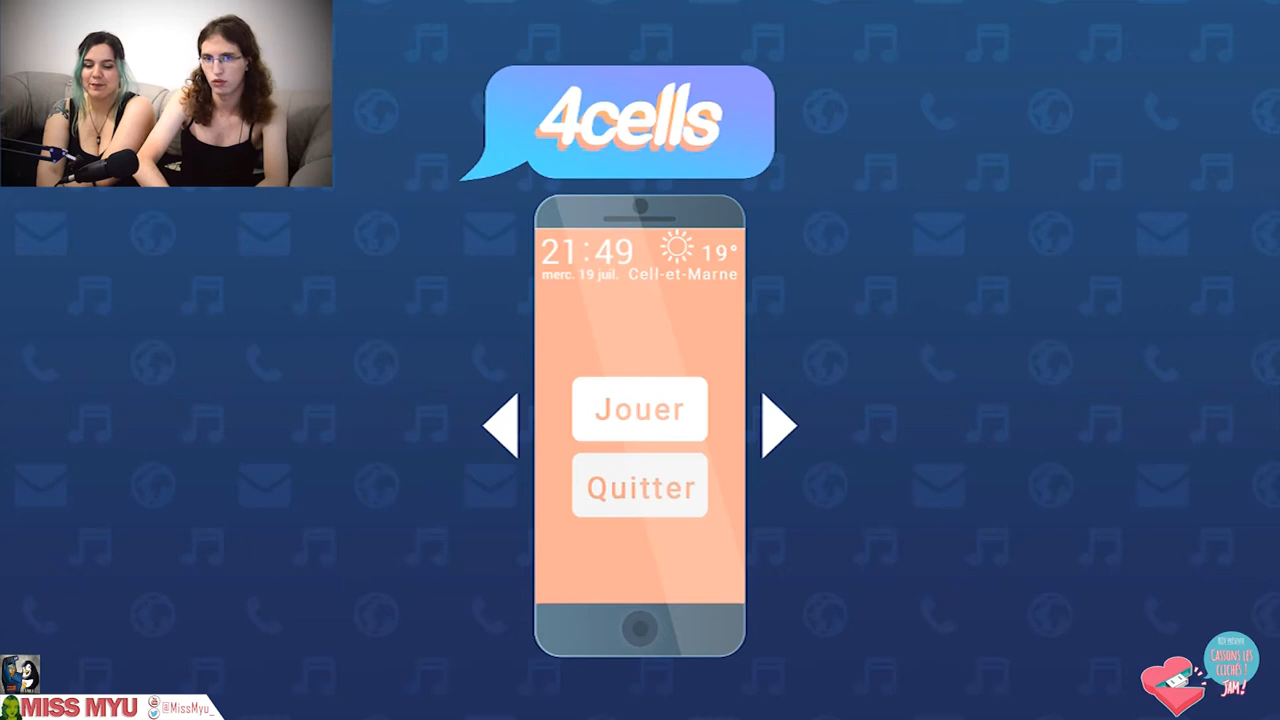 4cells
21:49
19°
merc. 19 juil.
Cell-et-Marne
Jouer
Quitter
MISS MYU
@MissMyu_
CASSONS LES
CLICHÉS !
JAM!